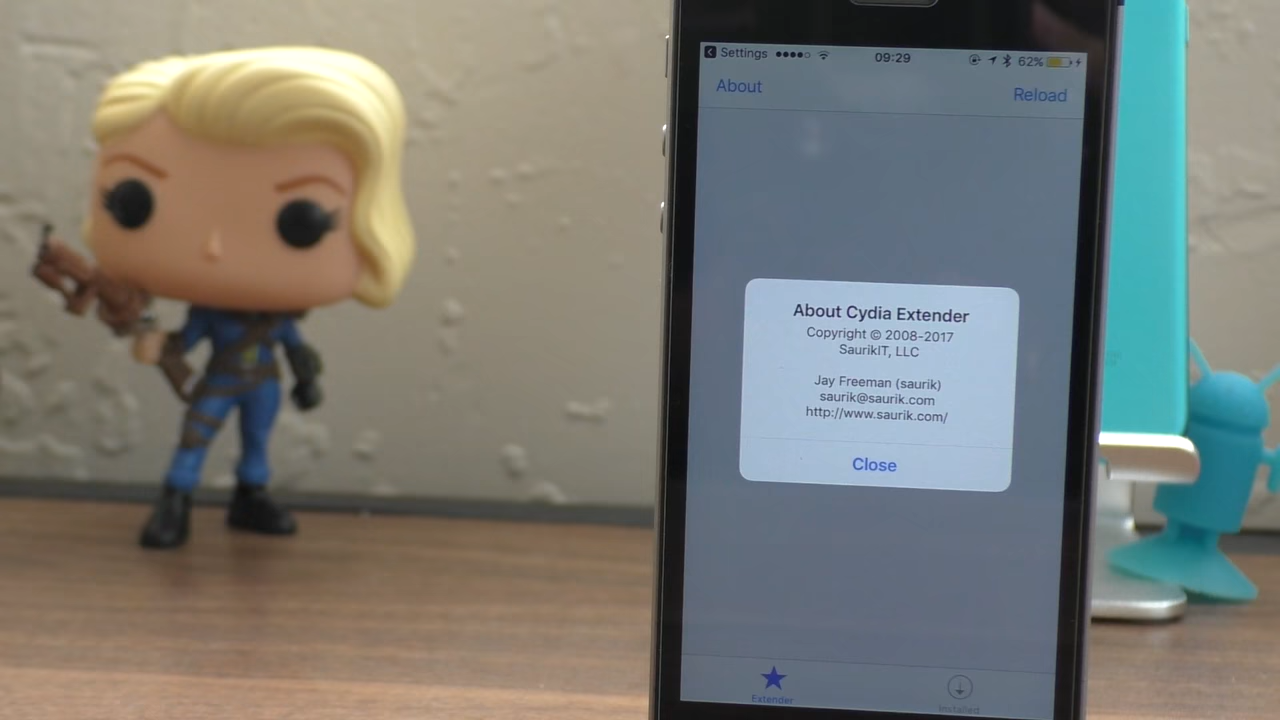 Settings 09:29 62%
About Reload
About Cydia Extender
Copyright © 2008-2017
SaurikIT, LLC
Jay Freeman (saurik)
saurik@saurik.com
http://www.saurik.com/
Close
Extender Installed